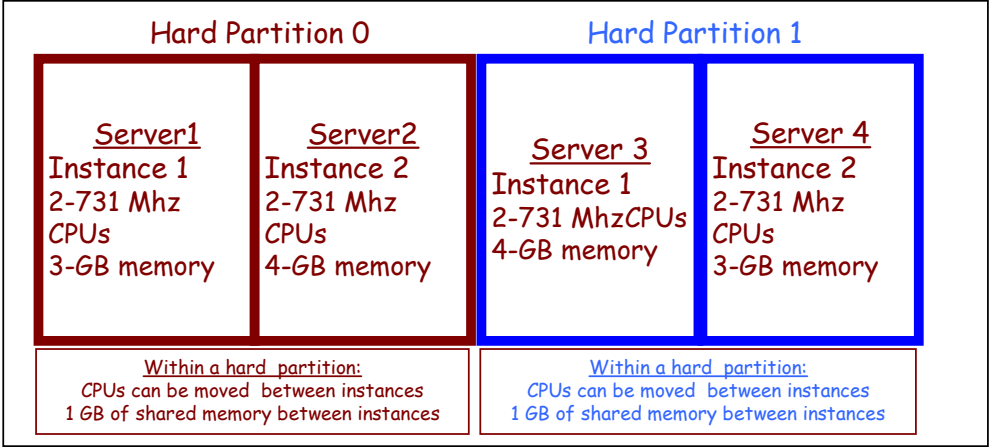 Hard Partition 0
Hard Partition 1
Server1
Instance 1
2-731 Mhz
CPUs
3-GB memory
Server2
Instance 2
2-731 Mhz
CPUs
4-GB memory
Server 3
Instance 1
2-731 MhzCPUs
4-GB memory
Server 4
Instance 2
2-731 Mhz
CPUs
3-GB memory
Within a hard partition:
CPUs can be moved between instances
1 GB of shared memory between instances
Within a hard partition:
CPUs can be moved between instances
1 GB of shared memory between instances